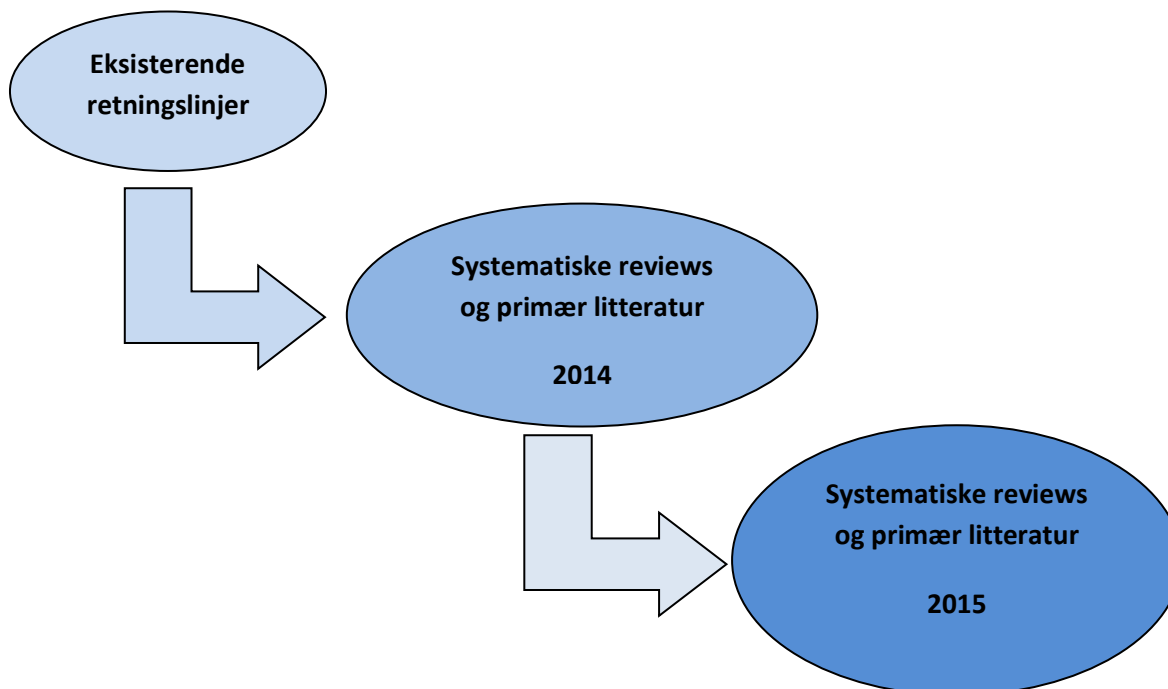 Eksisterende
retningslinjer
Systematiske reviews
og primær litteratur
2014
Systematiske reviews
og primær litteratur
2015